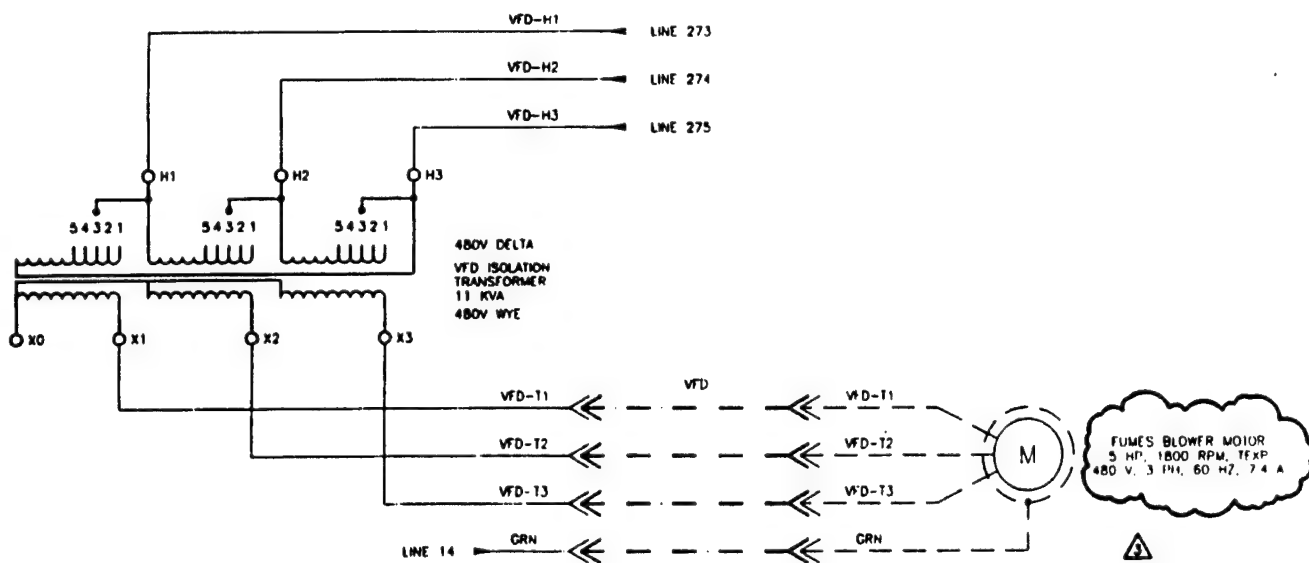 VFD-H1
LINE 273
VFD-H2
LINE 274
VFD-H3
LINE 275
H1
H2
H3
5 4 3 2 1
5 4 3 2 1
5 4 3 2 1
480V DELTA
VFD ISOLATION
TRANSFORMER
11 KVA
480V WYE
X0
X1
X2
X3
VFD-T1
VFD
VFD-T1
VFD-T2
VFD-T2
VFD-T3
VFD-T3
LINE 14
GRN
GRN
M
FUMES BLOWER MOTOR
5 HP, 1800 RPM, TEXP
480 V, 3 PH, 60 HZ, 7.4 A
3